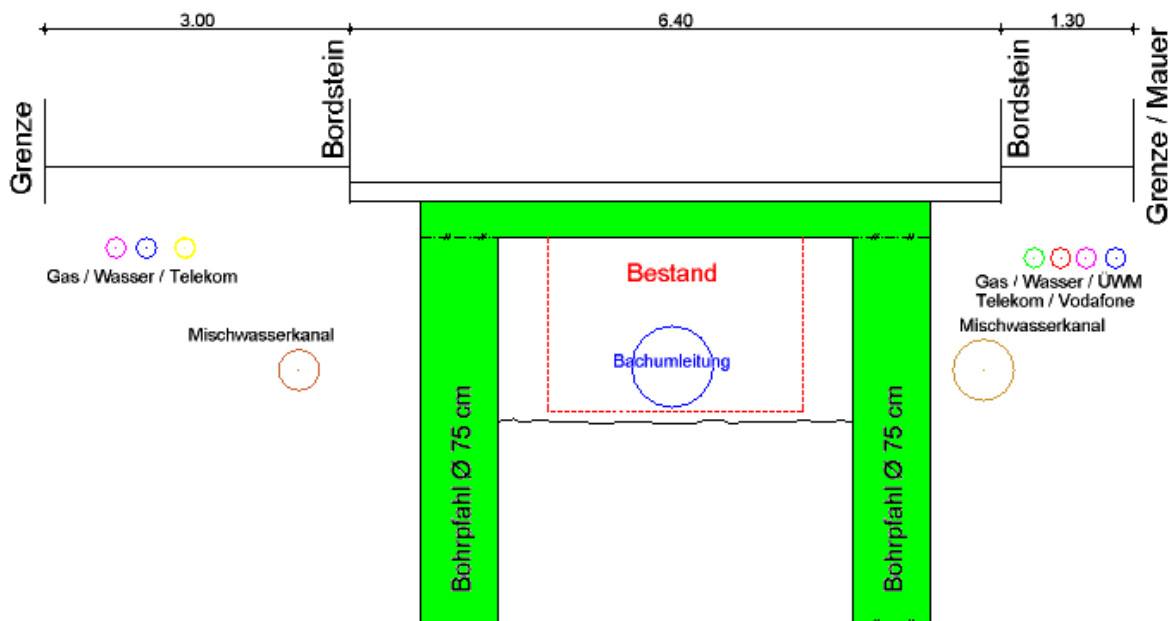 3.00
6.40
1.30
Grenze
Bordstein
Bordstein
Grenze / Mauer
Gas / Wasser / Telekom
Bestand
Gas / Wasser / ÜWM
Telekom / Vodafone
Mischwasserkanal
Mischwasserkanal
Bachumleitung
Bohrpfahl Ø 75 cm
Bohrpfahl Ø 75 cm